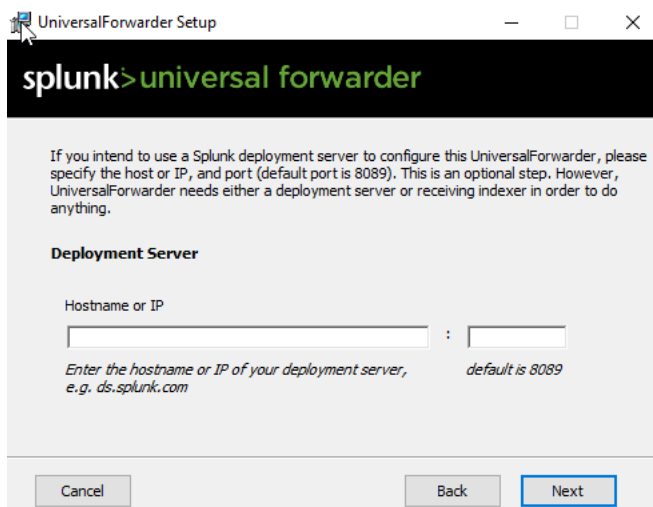 UniversalForwarder Setup
splunk>universal forwarder
If you intend to use a Splunk deployment server to configure this UniversalForwarder, please
specify the host or IP, and port (default port is 8089). This is an optional step. However,
UniversalForwarder needs either a deployment server or receiving indexer in order to do
anything.
Deployment Server
Hostname or IP
:
Enter the hostname or IP of your deployment server, default is 8089
e.g. ds.splunk.com
Cancel Back Next